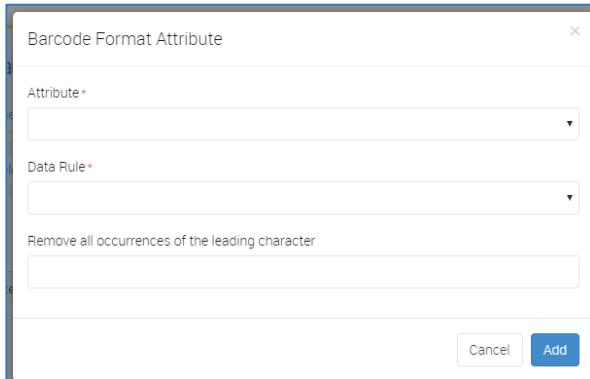 Barcode Format Attribute ×
Attribute*
Data Rule*
Remove all occurrences of the leading character
Cancel Add